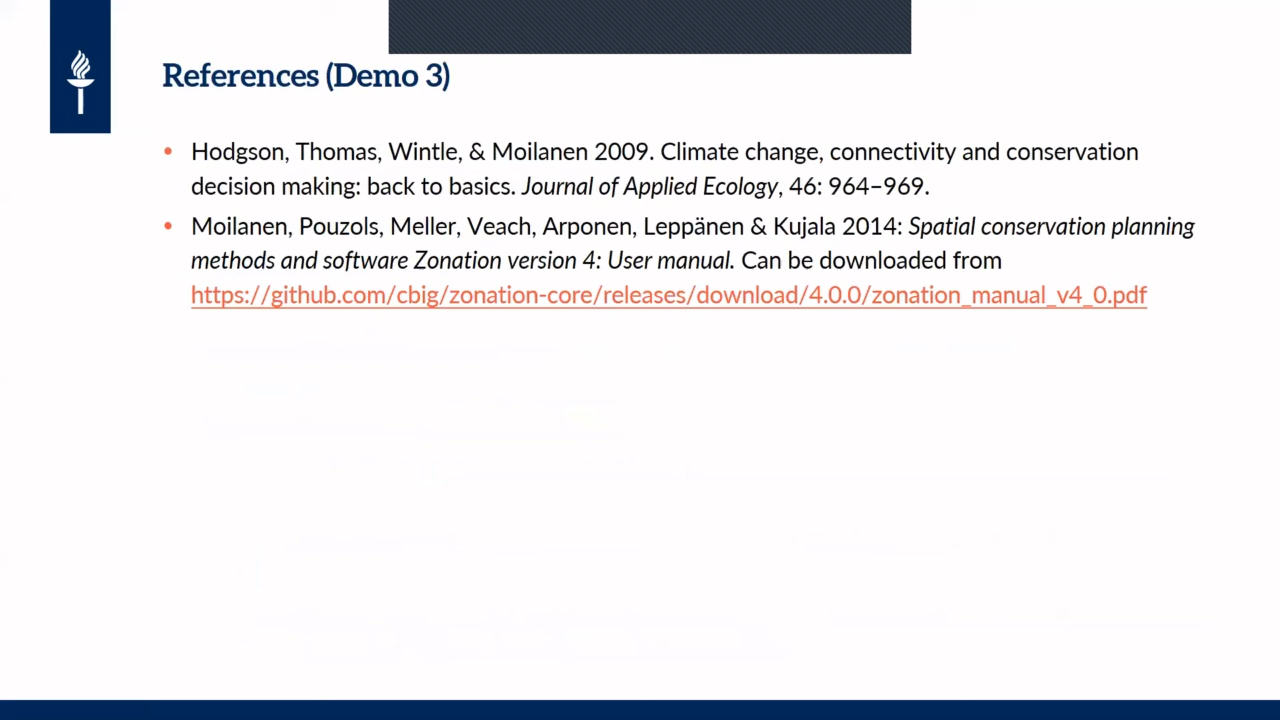 References (Demo 3)
• Hodgson, Thomas, Wintle, & Moilanen 2009. Climate change, connectivity and conservation
decision making: back to basics. Journal of Applied Ecology, 46: 964–969.
• Moilanen, Pouzols, Meller, Veach, Arponen, Leppänen & Kujala 2014: Spatial conservation planning
methods and software Zonation version 4: User manual. Can be downloaded from
https://github.com/cbig/zonation-core/releases/download/4.0.0/zonation_manual_v4_0.pdf